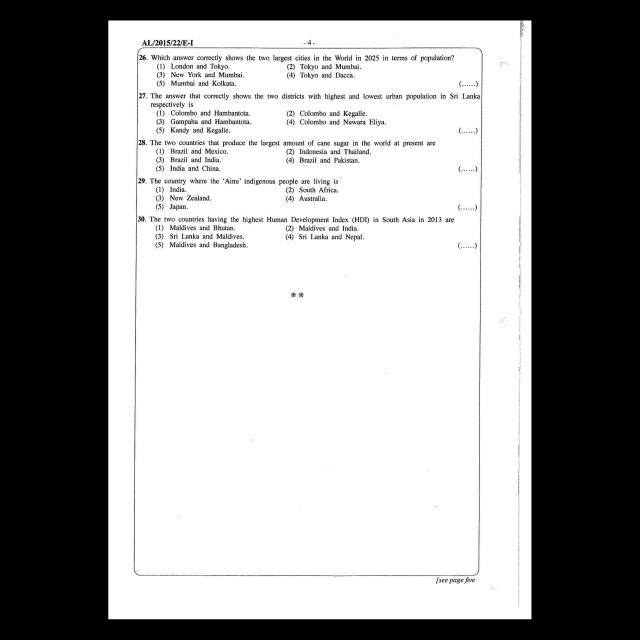 AL/2015/22/E-I
- 4 -
26. Which answer correctly shows the two largest cities in the World in 2025 in terms of population?
(1) London and Tokyo. (2) Tokyo and Mumbai.
(3) New York and Mumbai. (4) Tokyo and Dacca.
(5) Mumbai and Kolkata. (......)
27. The answer that correctly shows the two districts with highest and lowest urban population in Sri Lanka
respectively is
(1) Colombo and Hambantota. (2) Colombo and Kegalle.
(3) Gampaha and Hambantota. (4) Colombo and Nuwara Eliya.
(5) Kandy and Kegalle. (......)
28. The two countries that produce the largest amount of cane sugar in the world at present are
(1) Brazil and Mexico. (2) Indonesia and Thailand.
(3) Brazil and India. (4) Brazil and Pakistan.
(5) India and China. (......)
29. The country where the 'Ainu' indigenous people are living is
(1) India. (2) South Africa.
(3) New Zealand. (4) Australia.
(5) Japan. (......)
30. The two countries having the highest Human Development Index (HDI) in South Asia in 2013 are
(1) Maldives and Bhutan. (2) Maldives and India.
(3) Sri Lanka and Maldives. (4) Sri Lanka and Nepal.
(5) Maldives and Bangladesh. (......)
**
[see page five